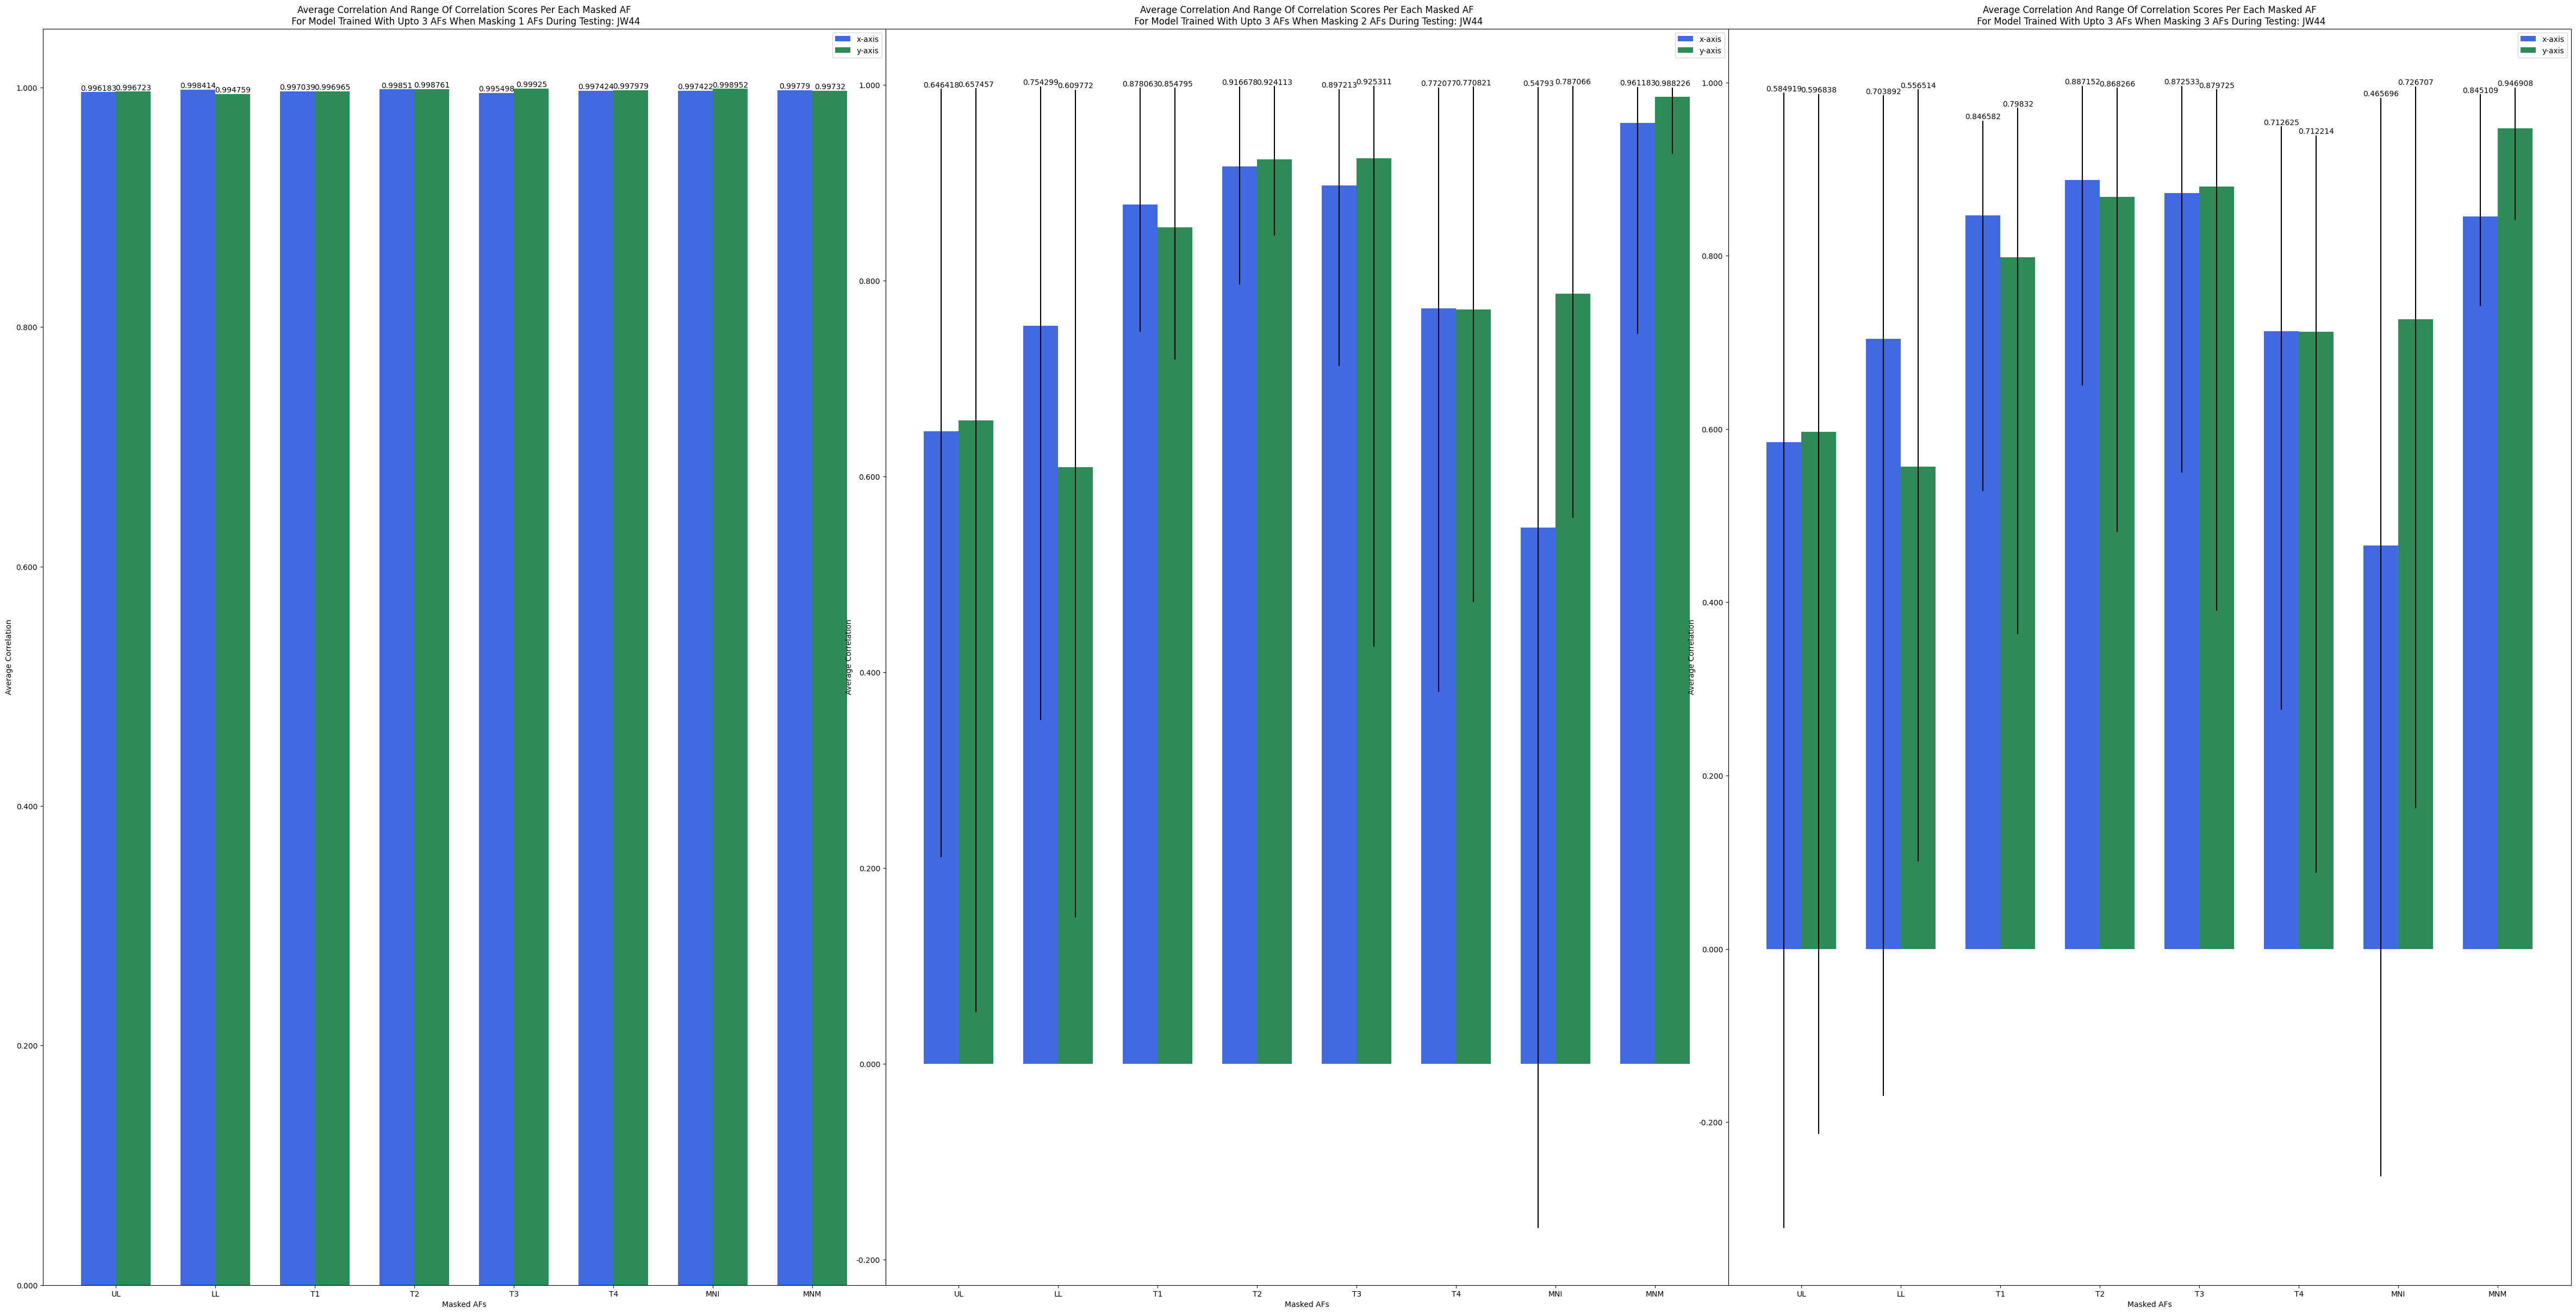 Average Correlation And Range Of Correlation Scores Per Each Masked AF
For Model Trained With Upto 3 AFs When Masking 1 AFs During Testing: JW44
x-axis
y-axis
1.000
0.800
0.600
0.400
0.200
0.000
Average Correlation
0.996183 0.996723 0.998414 0.994759 0.997039 0.996965 0.99851 0.998761 0.995498 0.99925 0.997424 0.997979 0.997422 0.998952 0.99779 0.99732
UL LL T1 T2 T3 T4 MNI MNM
Masked AFs
Average Correlation And Range Of Correlation Scores Per Each Masked AF
For Model Trained With Upto 3 AFs When Masking 2 AFs During Testing: JW44
x-axis
y-axis
1.000
0.800
0.600
0.400
0.200
0.000
-0.200
Average Correlation
0.646418 0.657457 0.754299 0.609772 0.878063 0.854795 0.916678 0.924113 0.897213 0.925311 0.772077 0.770821 0.54793 0.787066 0.961183 0.988226
UL LL T1 T2 T3 T4 MNI MNM
Masked AFs
Average Correlation And Range Of Correlation Scores Per Each Masked AF
For Model Trained With Upto 3 AFs When Masking 3 AFs During Testing: JW44
x-axis
y-axis
1.000
0.800
0.600
0.400
0.200
0.000
-0.200
Average Correlation
0.584919 0.596838 0.703892 0.556514 0.846582 0.79832 0.887152 0.868266 0.872533 0.879725 0.712625 0.712214 0.465696 0.726707 0.845109 0.946908
UL LL T1 T2 T3 T4 MNI MNM
Masked AFs